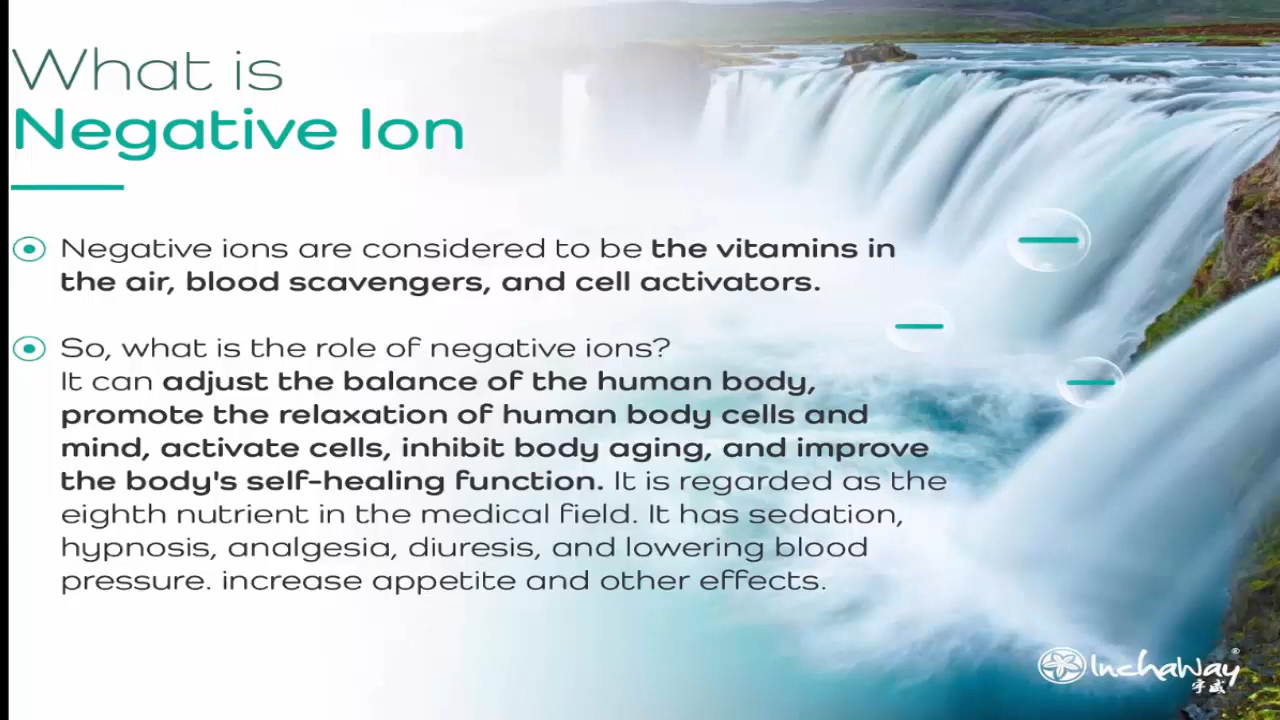 What is
Negative Ion
Negative ions are considered to be the vitamins in
the air, blood scavengers, and cell activators.
So, what is the role of negative ions?
It can adjust the balance of the human body,
promote the relaxation of human body cells and
mind, activate cells, inhibit body aging, and improve
the body's self-healing function. It is regarded as the
eighth nutrient in the medical field. It has sedation,
hypnosis, analgesia, diuresis, and lowering blood
pressure. increase appetite and other effects.
Inchaway®
宇威